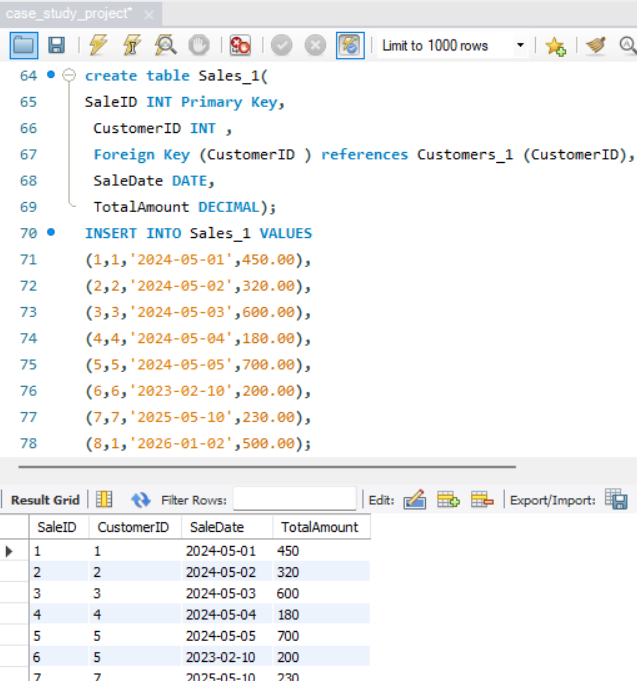 case_study_project*
Limit to 1000 rows
64 create table Sales_1(
65 SaleID INT Primary Key,
66 CustomerID INT ,
67 Foreign Key (CustomerID ) references Customers_1 (CustomerID),
68 SaleDate DATE,
69 TotalAmount DECIMAL);
70 INSERT INTO Sales_1 VALUES
71 (1,1,'2024-05-01',450.00),
72 (2,2,'2024-05-02',320.00),
73 (3,3,'2024-05-03',600.00),
74 (4,4,'2024-05-04',180.00),
75 (5,5,'2024-05-05',700.00),
76 (6,6,'2023-02-10',200.00),
77 (7,7,'2025-05-10',230.00),
78 (8,1,'2026-01-02',500.00);
Result Grid Filter Rows: Edit: Export/Import:
SaleID CustomerID SaleDate TotalAmount
1 1 2024-05-01 450
2 2 2024-05-02 320
3 3 2024-05-03 600
4 4 2024-05-04 180
5 5 2024-05-05 700
6 5 2023-02-10 200
7 7 2025-05-10 230